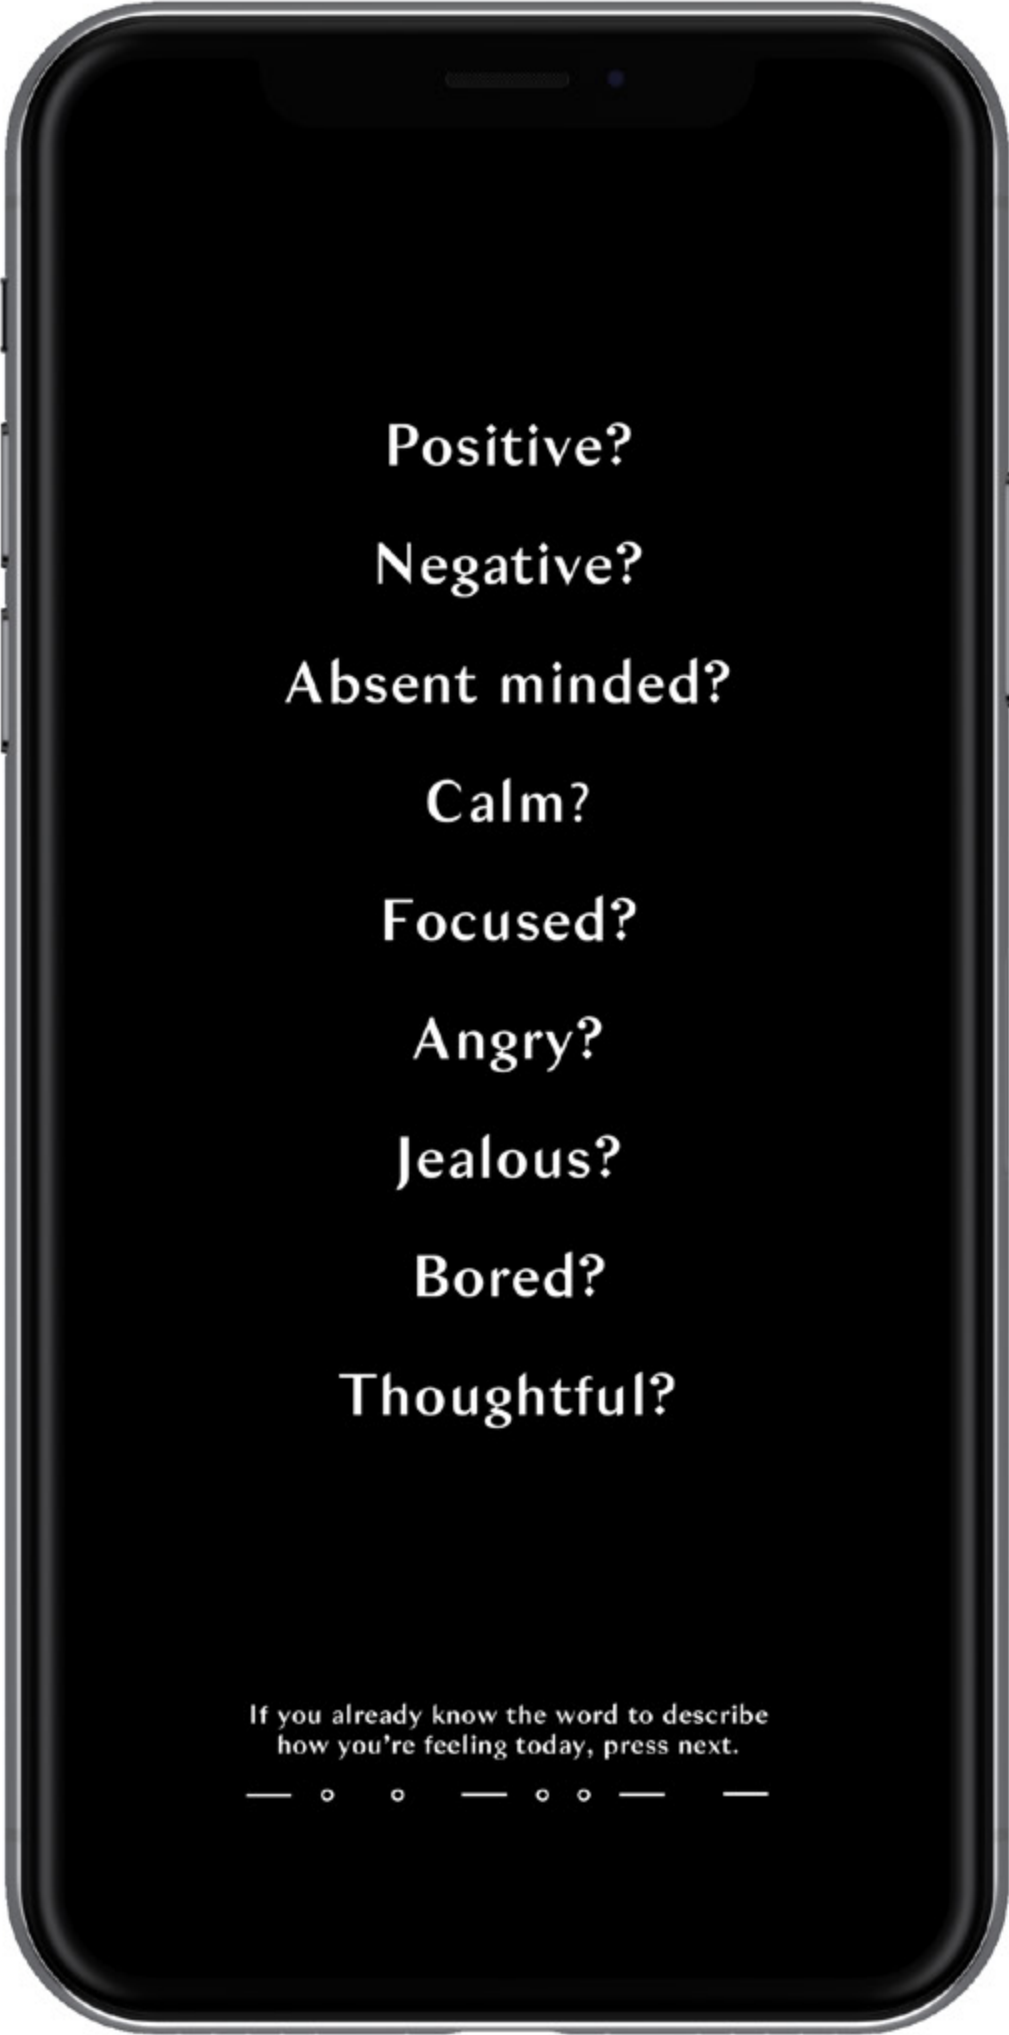 Positive?
Negative?
Absent minded?
Calm?
Focused?
Angry?
Jealous?
Bored?
Thoughtful?
If you already know the word to describe
how you're feeling today, press next.
— o o — o o — —